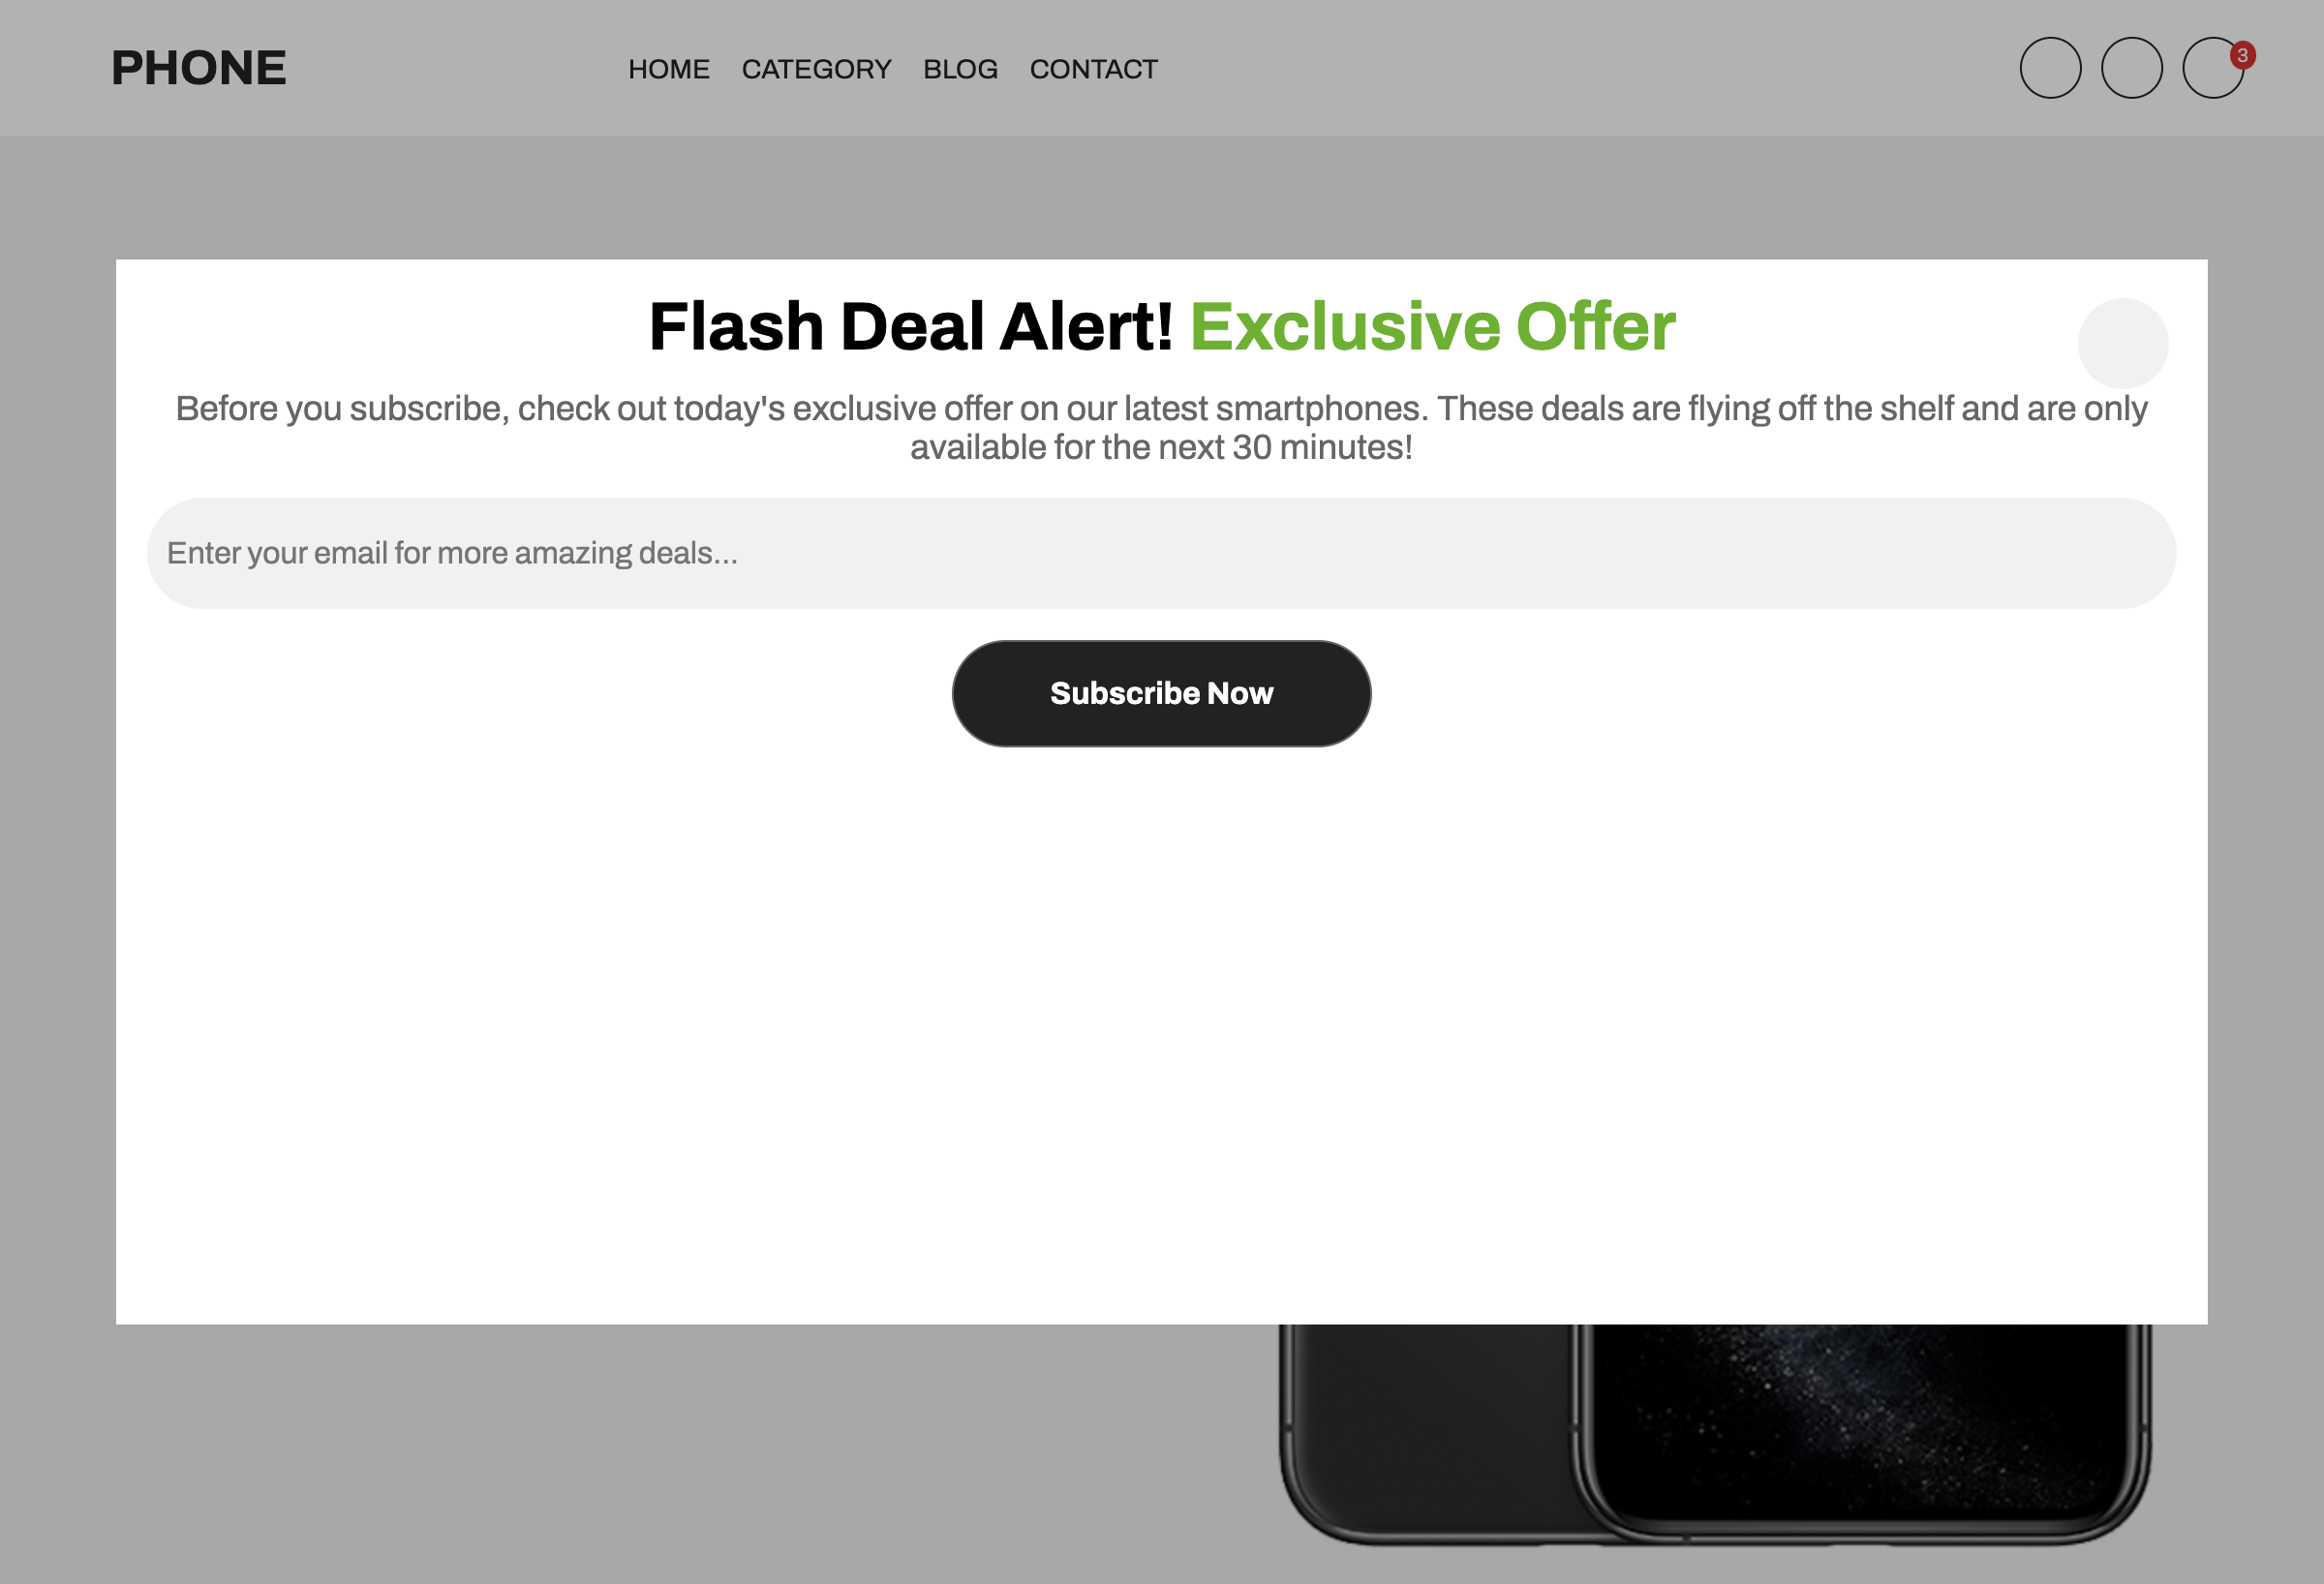 PHONE
HOME CATEGORY BLOG CONTACT
3
Flash Deal Alert! Exclusive Offer
Before you subscribe, check out today's exclusive offer on our latest smartphones. These deals are flying off the shelf and are only
available for the next 30 minutes!
Enter your email for more amazing deals...
Subscribe Now